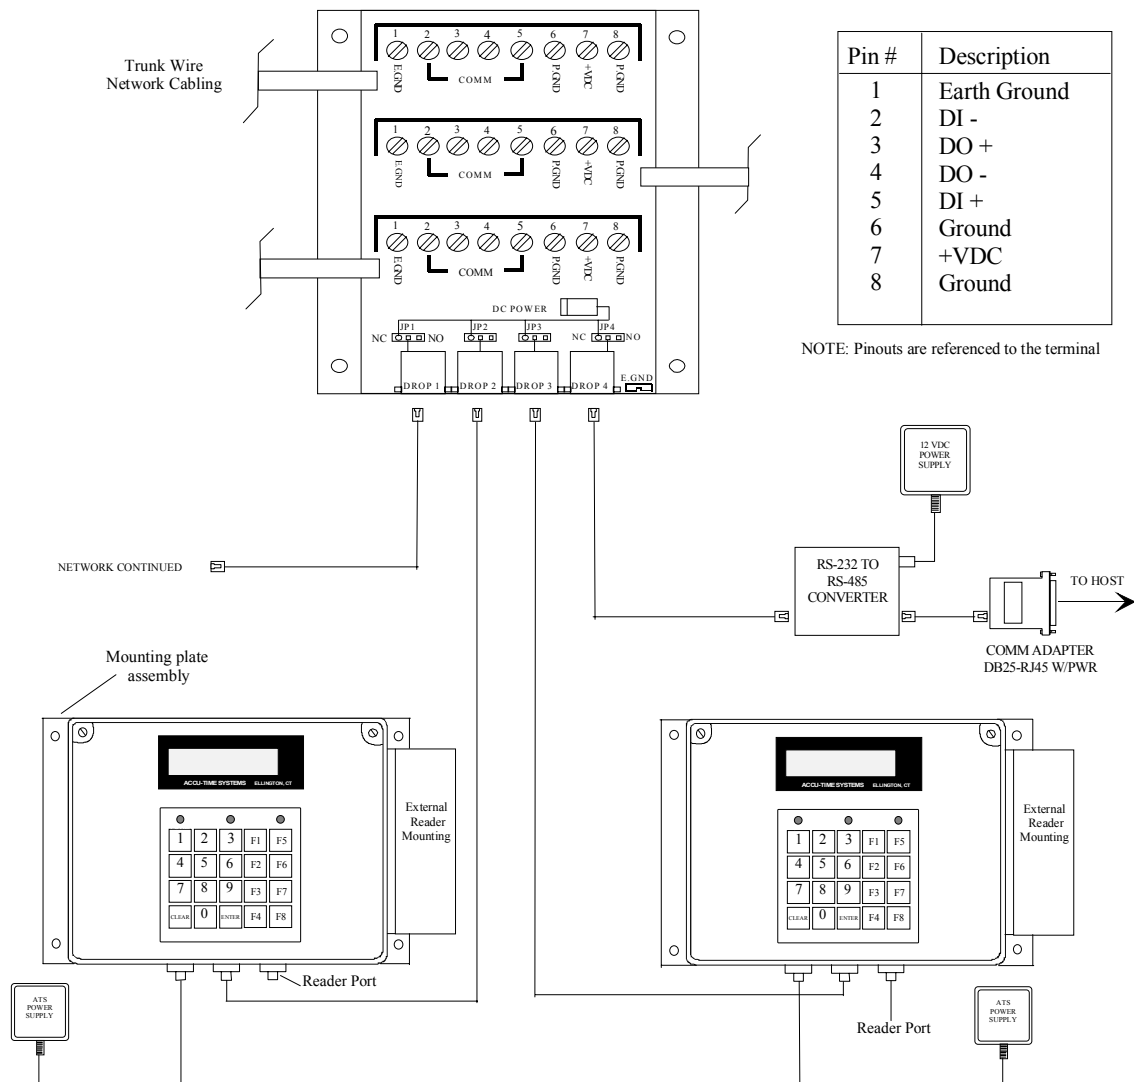 Trunk Wire
Network Cabling
1 2 3 4 5 6 7 8
E.GND COMM P.GND +VDC P.GND
1 2 3 4 5 6 7 8
E.GND COMM P.GND +VDC P.GND
1 2 3 4 5 6 7 8
E.GND COMM P.GND +VDC P.GND
DC POWER
JP1 JP2 JP3 JP4
NC NO NC NO
DROP 1 DROP 2 DROP 3 DROP 4
E.GND
Pin # Description
1 Earth Ground
2 DI -
3 DO +
4 DO -
5 DI +
6 Ground
7 +VDC
8 Ground
NOTE: Pinouts are referenced to the terminal
12 VDC
POWER
SUPPLY
NETWORK CONTINUED
RS-232 TO
RS-485
CONVERTER
TO HOST
COMM ADAPTER
DB25-RJ45 W/PWR
Mounting plate
assembly
ACCU-TIME SYSTEMS ELLINGTON, CT
1 2 3 F1 F5
4 5 6 F2 F6
7 8 9 F3 F7
CLEAR 0 ENTER F4 F8
External
Reader
Mounting
Reader Port
ATS
POWER
SUPPLY
ACCU-TIME SYSTEMS ELLINGTON, CT
1 2 3 F1 F5
4 5 6 F2 F6
7 8 9 F3 F7
CLEAR 0 ENTER F4 F8
External
Reader
Mounting
Reader Port
ATS
POWER
SUPPLY